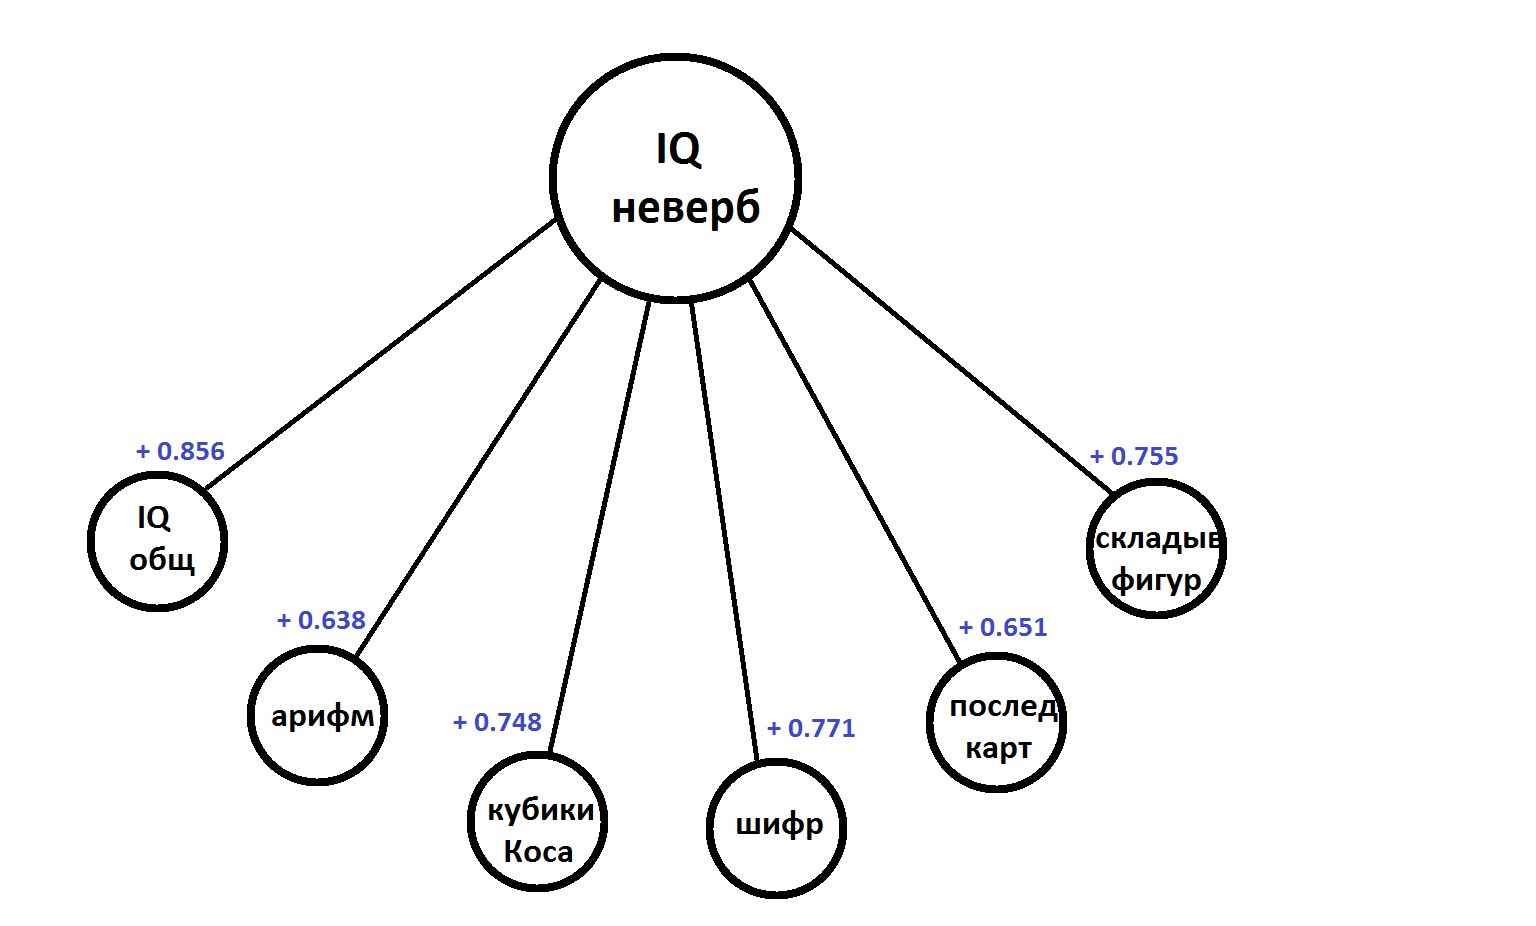 IQ
неверб
+ 0.856
IQ
общ
+ 0.638
арифм
+ 0.748
кубики
Коса
+ 0.771
шифр
+ 0.651
послед
карт
+ 0.755
складыв
фигур